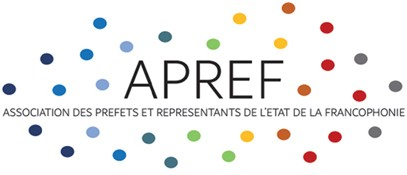 APREF
ASSOCIATION DES PREFETS ET REPRESENTANTS DE L'ETAT DE LA FRANCOPHONIE